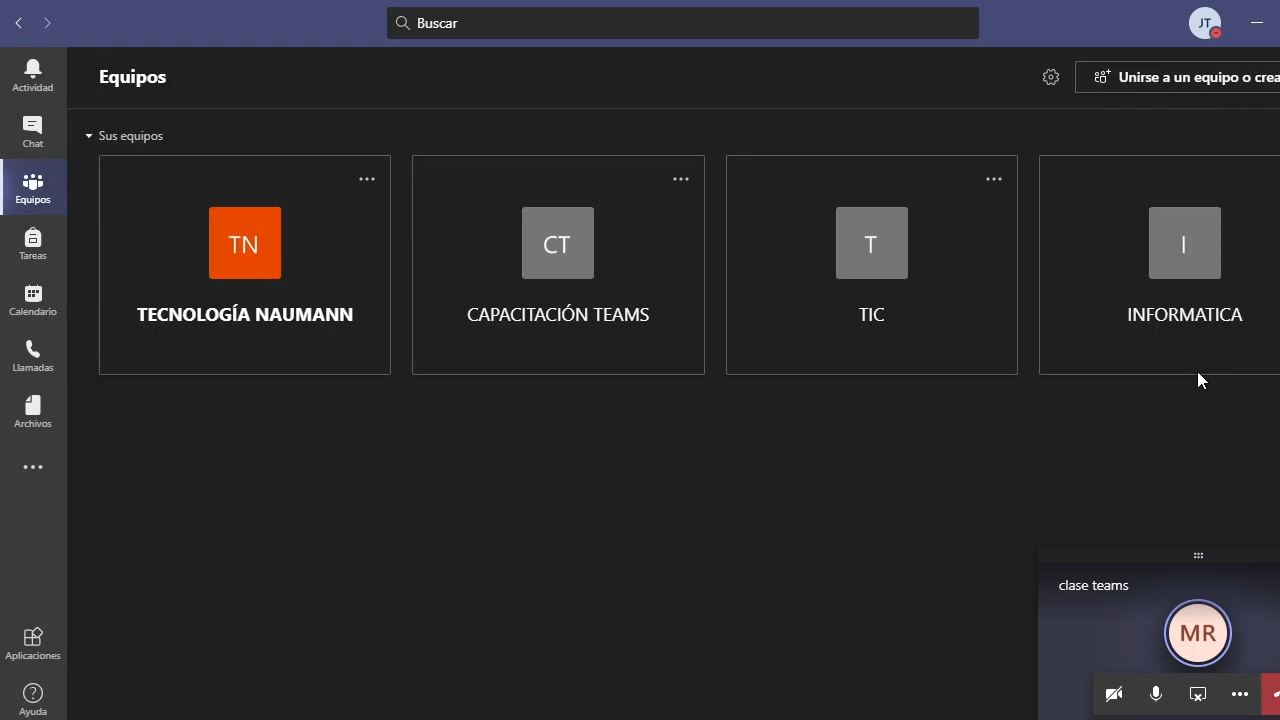 Buscar
JT
Actividad
Chat
Equipos
Tareas
Calendario
Llamadas
Archivos
Aplicaciones
Ayuda
Equipos
Unirse a un equipo o crea
Sus equipos
TN
TECNOLOGÍA NAUMANN
CT
CAPACITACIÓN TEAMS
T
TIC
I
INFORMATICA
clase teams
MR